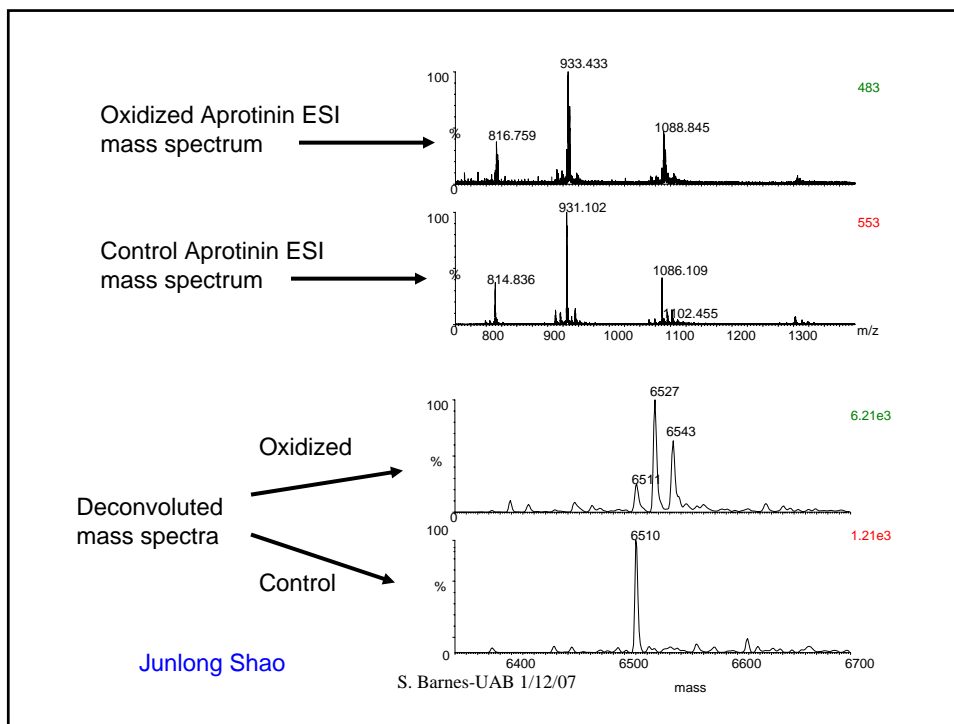 Oxidized Aprotinin ESI
mass spectrum
100
%
0
816.759
933.433
1088.845
483
Control Aprotinin ESI
mass spectrum
100
%
0
814.836
931.102
1086.109
102.455
553
800 900 1000 1100 1200 1300 m/z
Deconvoluted
mass spectra
Oxidized
100
%
0
6511
6527
6543
6.21e3
Control
100
%
0
6510
1.21e3
6400 6500 6600 6700
mass
Junlong Shao
S. Barnes-UAB 1/12/07